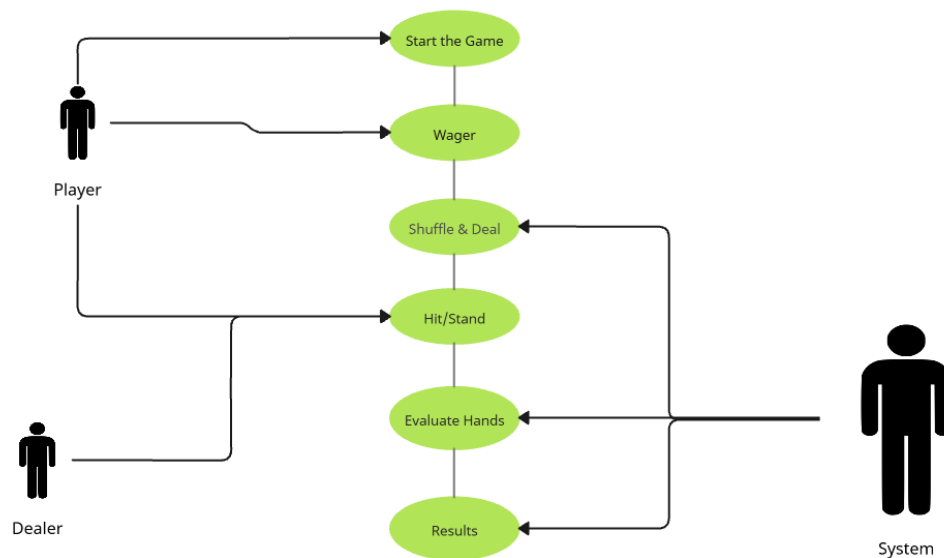 Start the Game
Wager
Player
Shuffle & Deal
Hit/Stand
Evaluate Hands
Dealer
Results
System